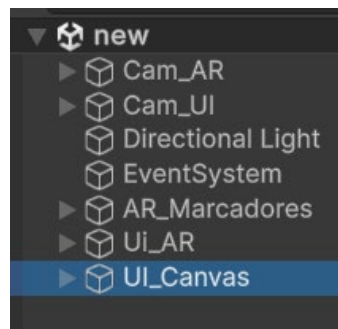 new
Cam_AR
Cam_UI
Directional Light
EventSystem
AR_Marcadores
Ui_AR
UI_Canvas